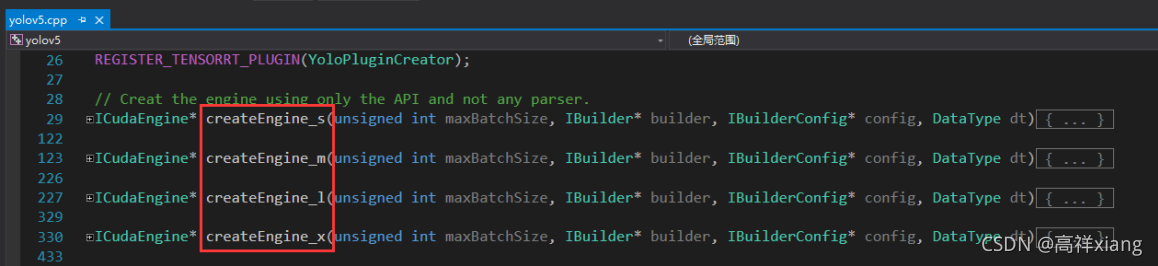 yolov5.cpp
yolov5 (全局范围)
26 REGISTER_TENSORRT_PLUGIN(YoloPluginCreator);
27
28 // Creat the engine using only the API and not any parser.
29 ICudaEngine* createEngine_s(unsigned int maxBatchSize, IBuilder* builder, IBuilderConfig* config, DataType dt){ ... }
122
123 ICudaEngine* createEngine_m(unsigned int maxBatchSize, IBuilder* builder, IBuilderConfig* config, DataType dt){ ... }
226
227 ICudaEngine* createEngine_l(unsigned int maxBatchSize, IBuilder* builder, IBuilderConfig* config, DataType dt){ ... }
329
330 ICudaEngine* createEngine_x(unsigned int maxBatchSize, IBuilder* builder, IBuilderConfig* config, DataType dt){ ... }
433
CSDN @高祥xiang